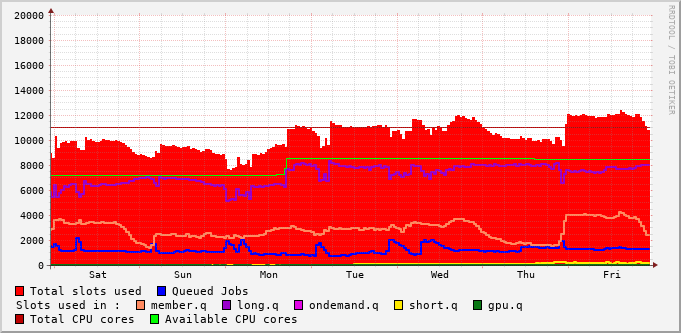 20000
18000
16000
14000
12000
10000
8000
6000
4000
2000
0
Sat Sun Mon Tue Wed Thu Fri
RRDTOOL / TOBI OETIKER
Total slots used Queued Jobs
Slots used in : member.q long.q ondemand.q short.q gpu.q
Total CPU cores Available CPU cores